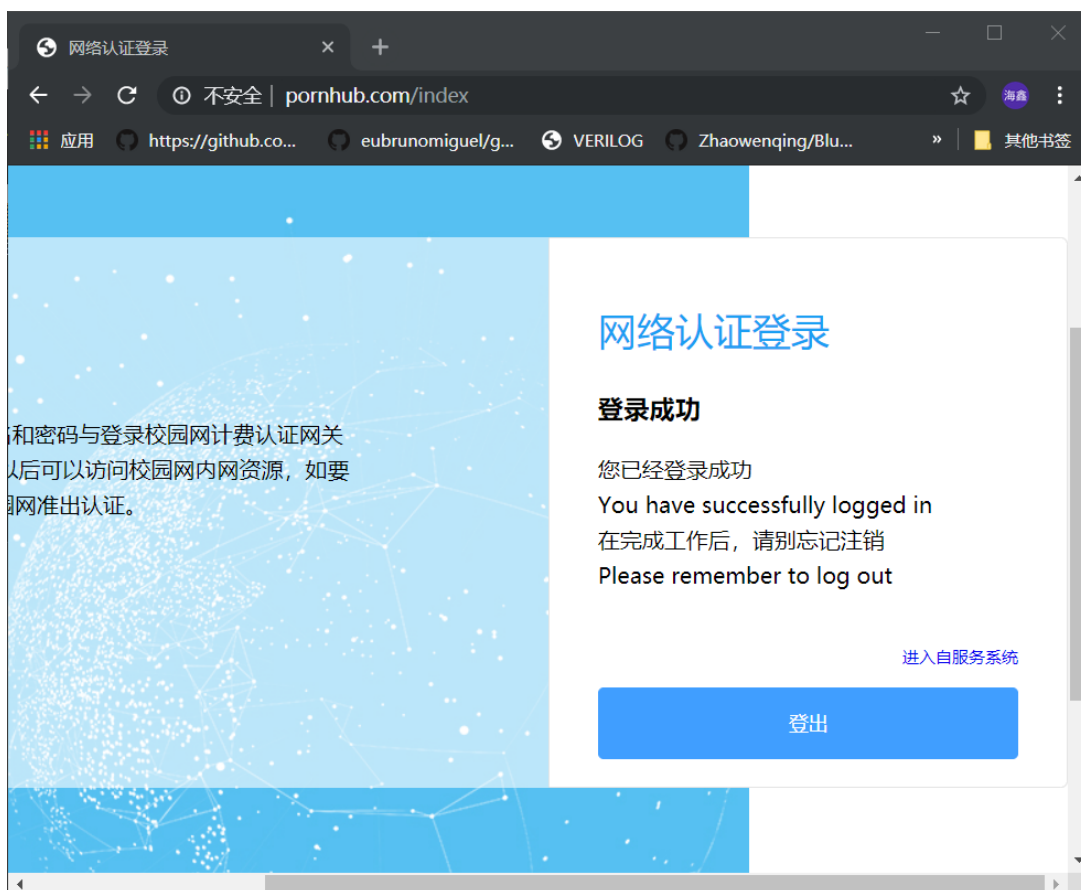 网络认证登录
不安全 | pornhub.com/index
海鑫
应用 https://github.co... eubrunomiguel/g... VERILOG Zhaowenqing/Blu... » 其他书签
网络认证登录
登录成功
和密码与登录校园网计费认证网关
以后可以访问校园网内网资源，如要
网准出认证。
您已经登录成功
You have successfully logged in
在完成工作后，请别忘记注销
Please remember to log out
进入自服务系统
登出